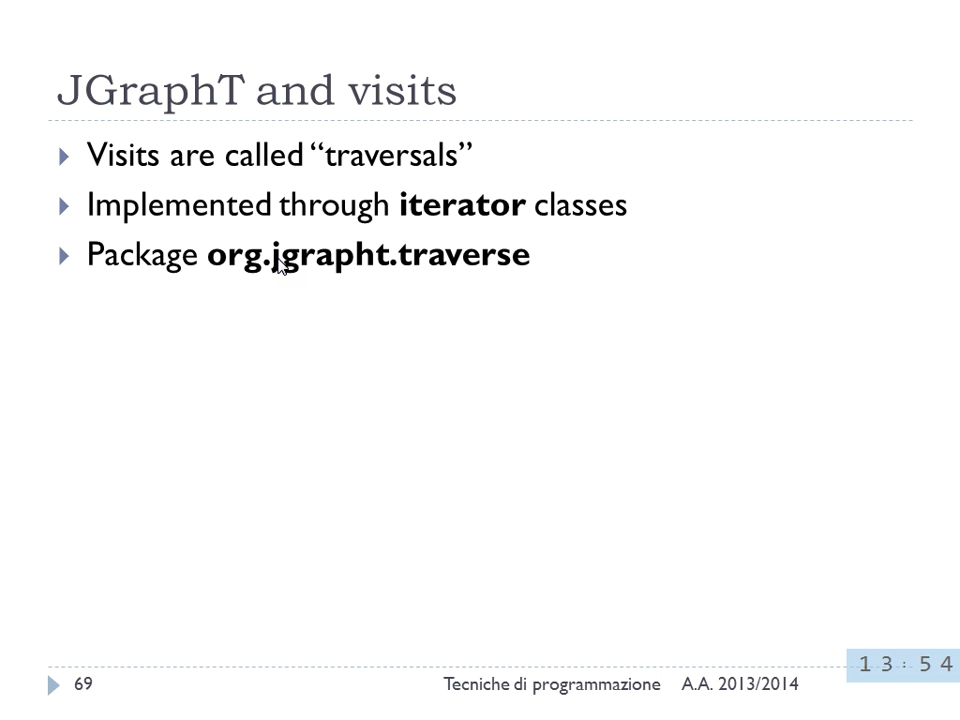 JGraphT and visits
Visits are called “traversals”
Implemented through iterator classes
Package org.jgrapht.traverse
69 Tecniche di programmazione A.A. 2013/2014
13:54